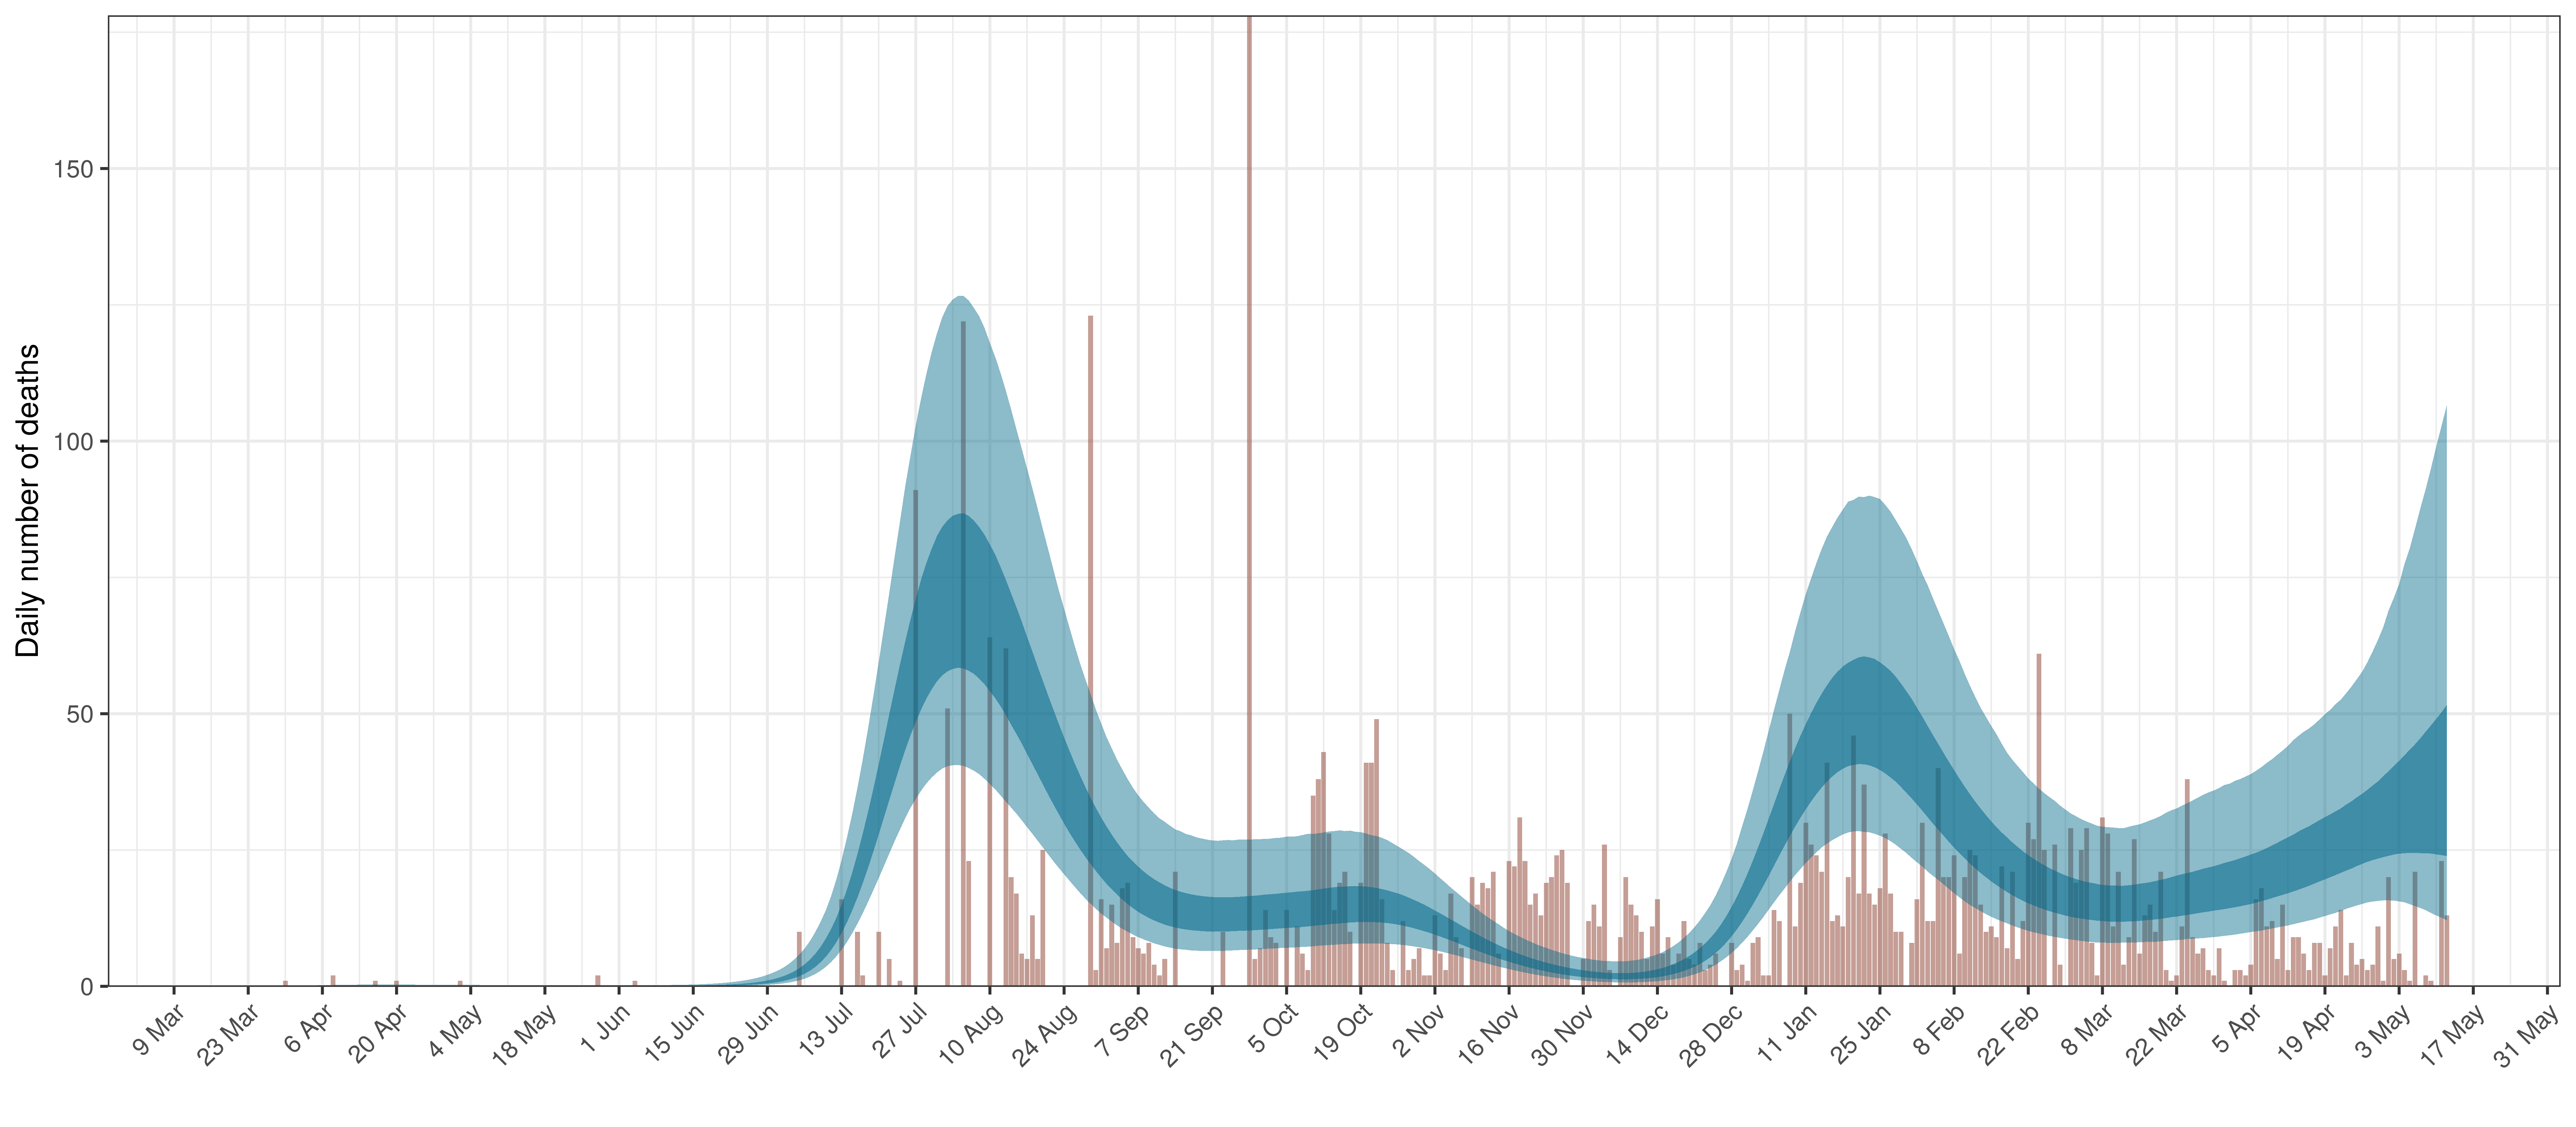 Daily number of deaths
150
100
50
0
9 Mar
23 Mar
6 Apr
20 Apr
4 May
18 May
1 Jun
15 Jun
29 Jun
13 Jul
27 Jul
10 Aug
24 Aug
7 Sep
21 Sep
5 Oct
19 Oct
2 Nov
16 Nov
30 Nov
14 Dec
28 Dec
11 Jan
25 Jan
8 Feb
22 Feb
8 Mar
22 Mar
5 Apr
19 Apr
3 May
17 May
31 May